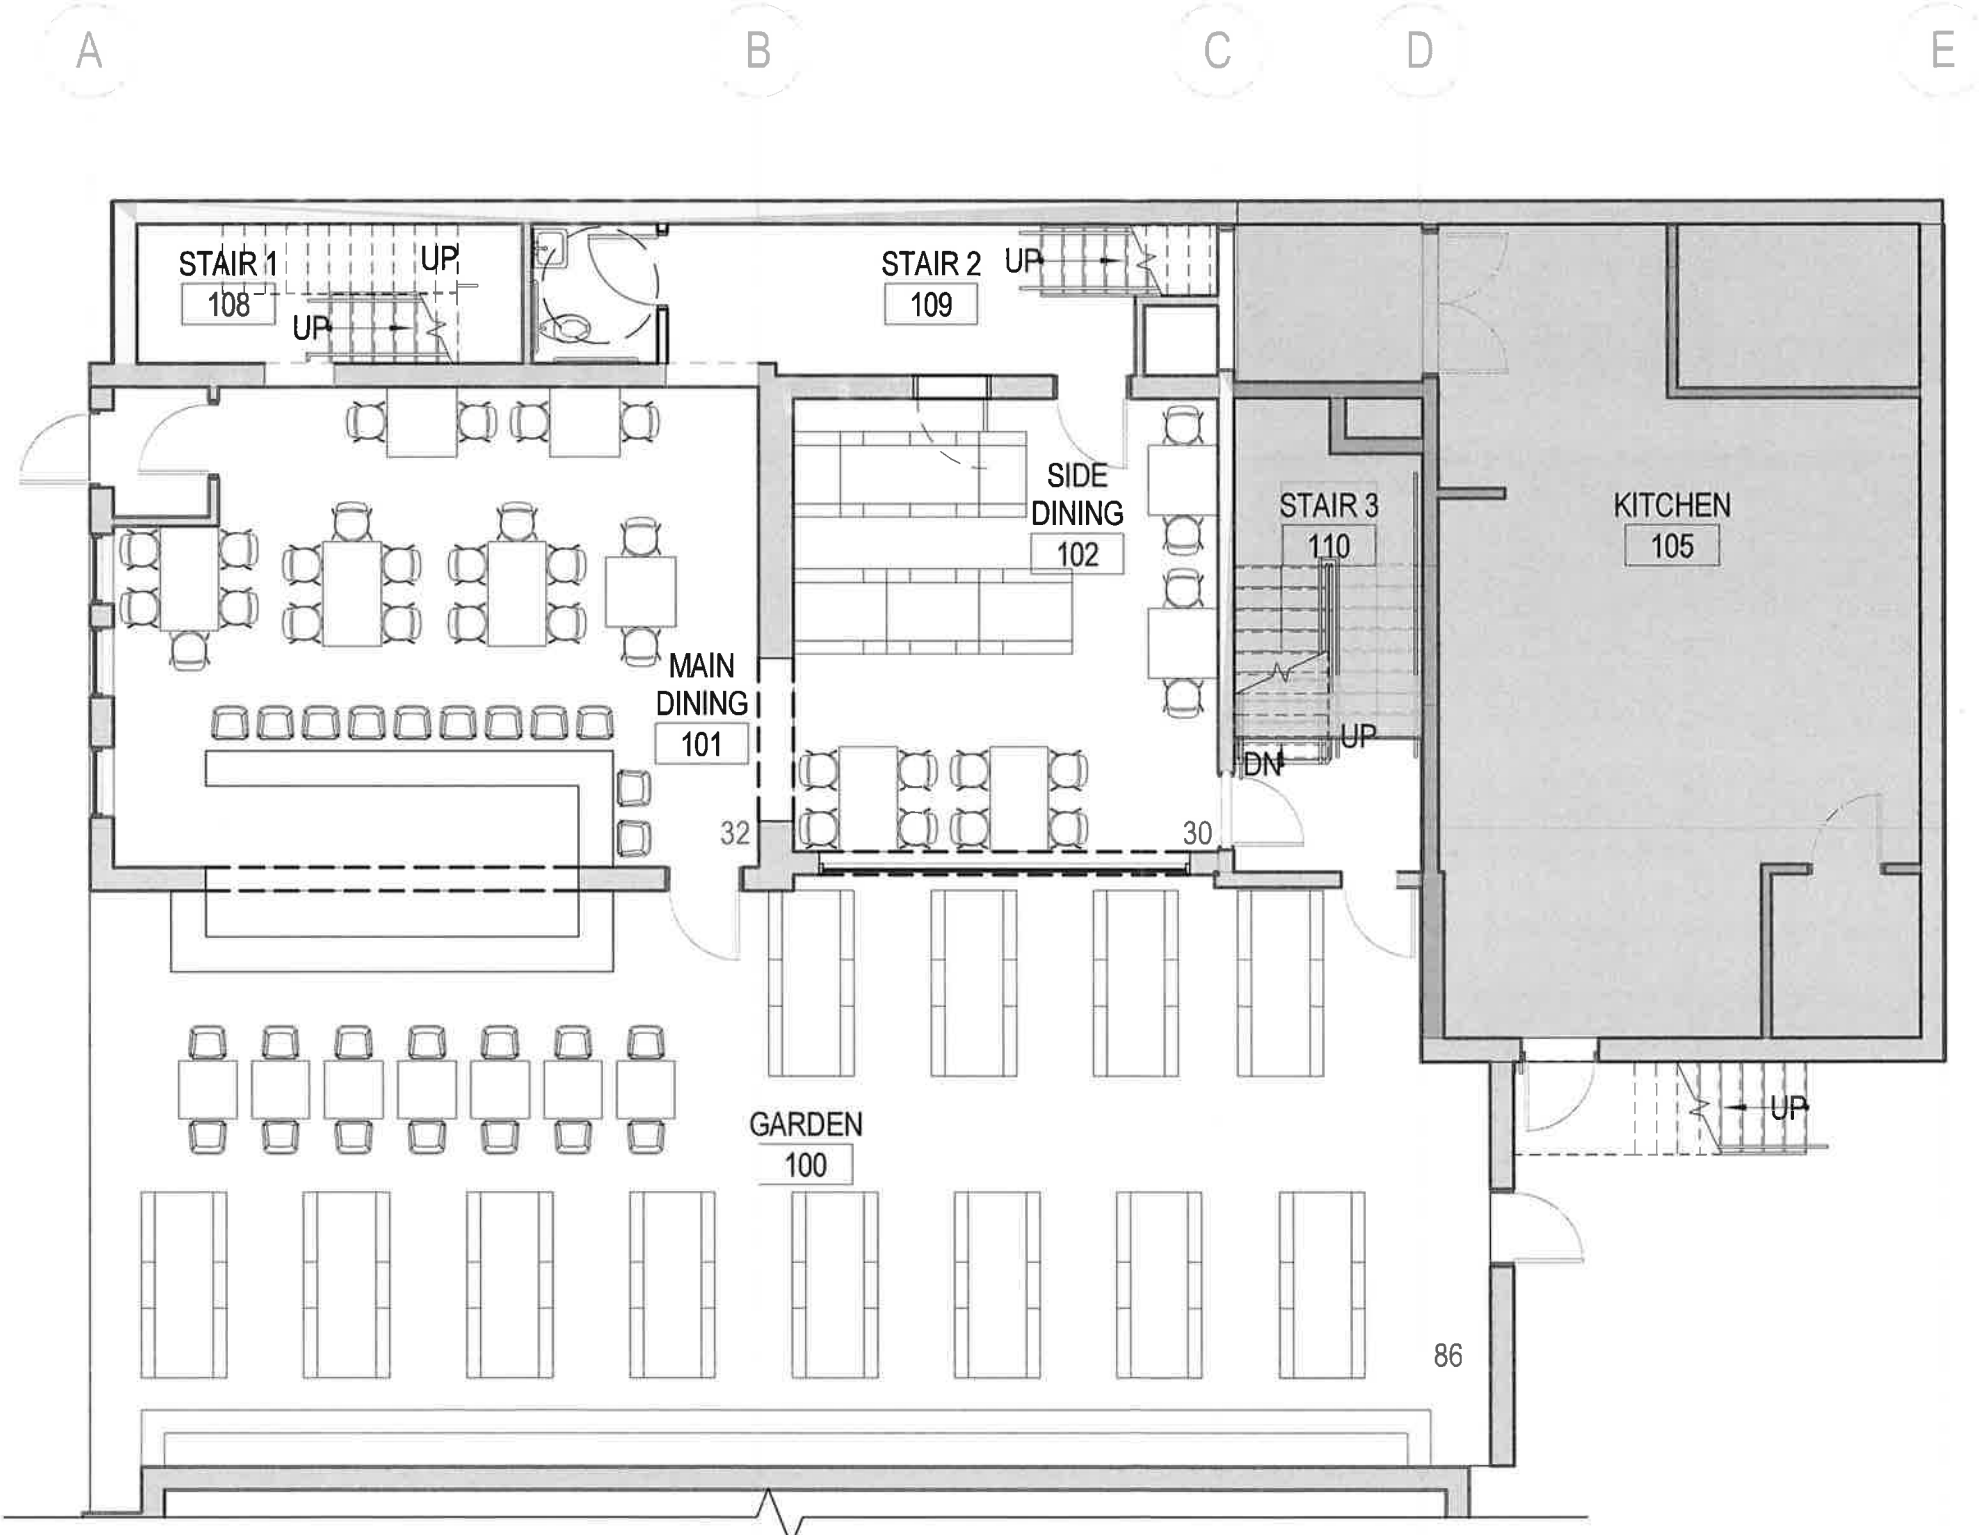 A
B
C
D
E
STAIR 1
108
UP
UP
STAIR 2
109
UP
SIDE
DINING
102
STAIR 3
110
KITCHEN
105
MAIN
DINING
101
UP
DN
32
30
UP
GARDEN
100
86